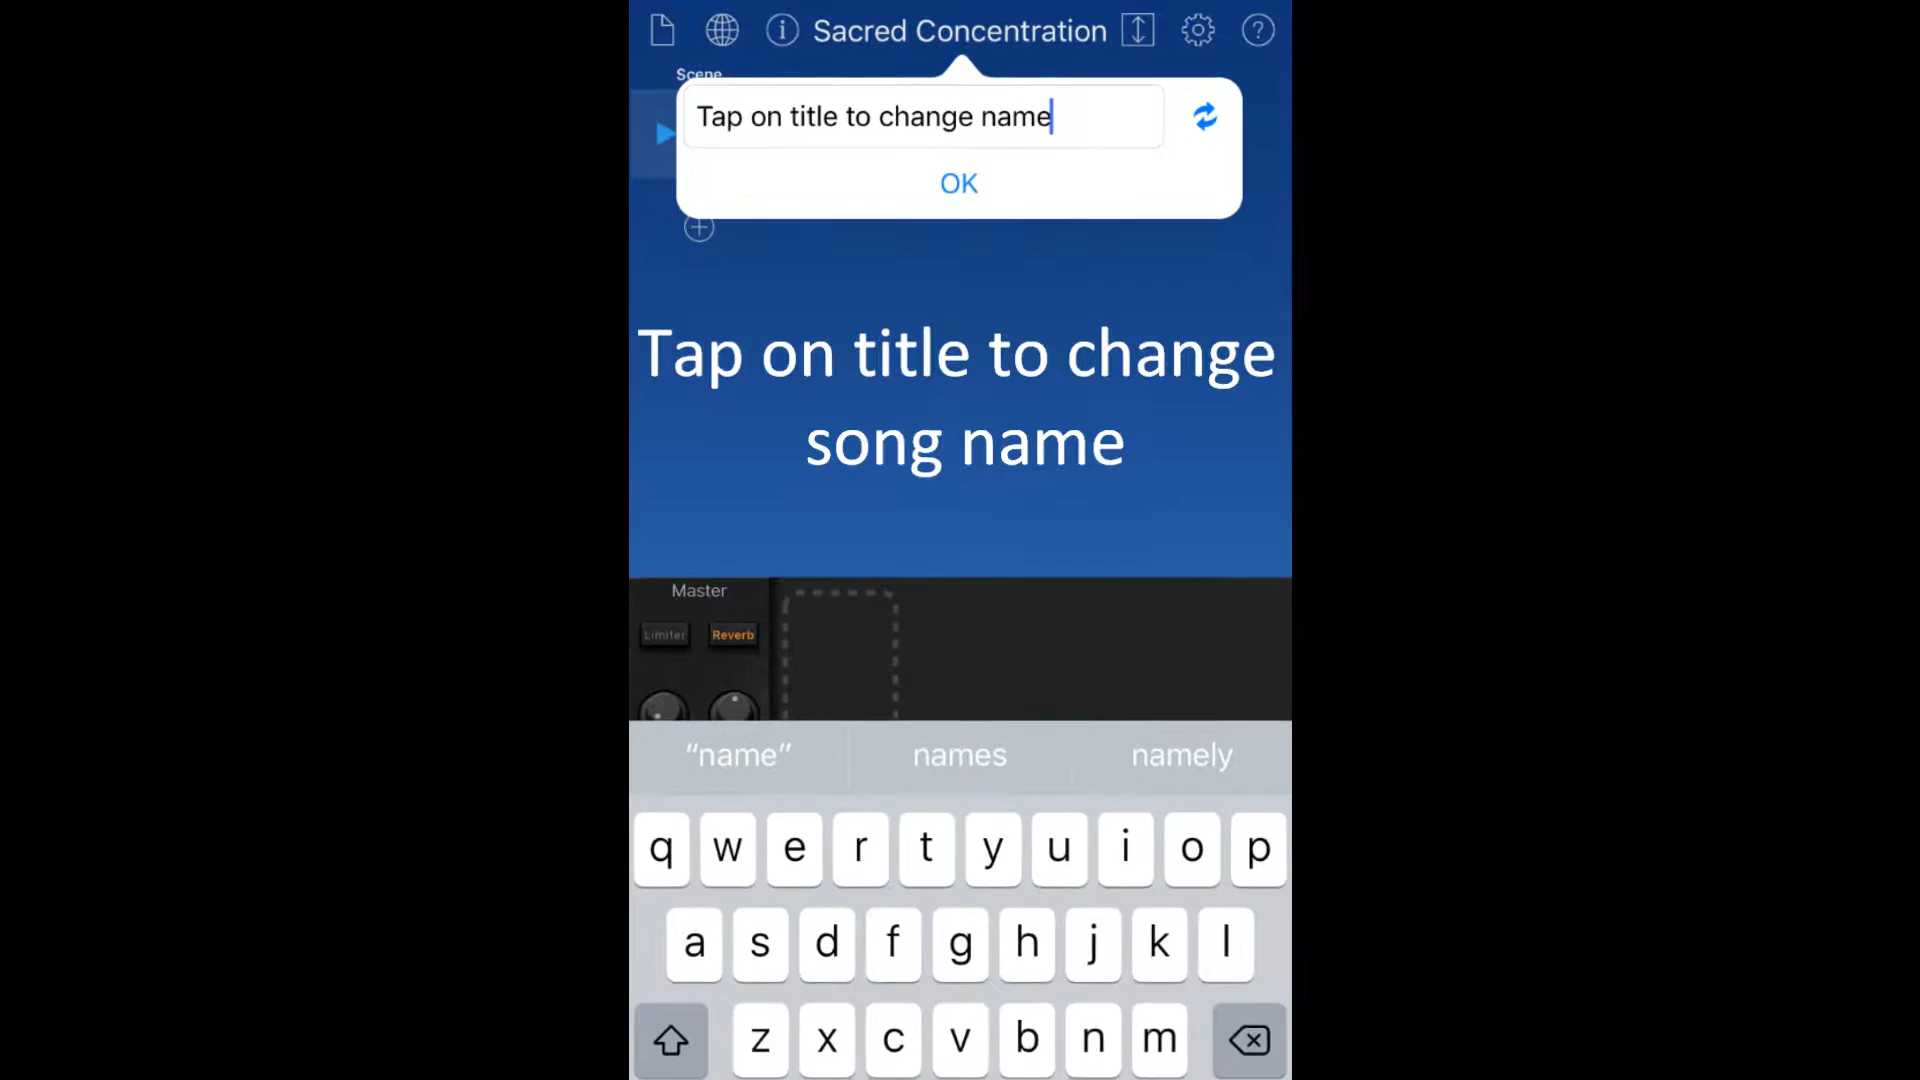 Sacred Concentration
Scene
Tap on title to change name
OK
Tap on title to change
song name
Master
Limiter Reverb
“name” names namely
q w e r t y u i o p
a s d f g h j k l
z x c v b n m